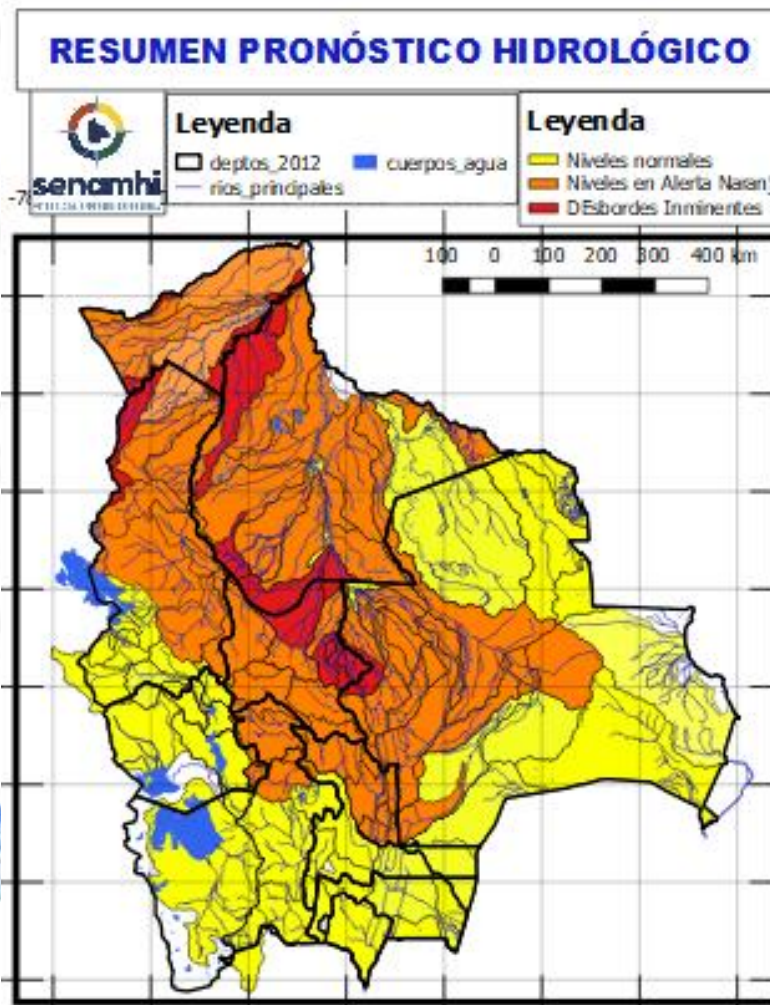 RESUMEN PRONÓSTICO HIDROLÓGICO
senamhi
Leyenda
deptos_2012
cuerpos_agua
rios_principales
Leyenda
Niveles normales
Niveles en Alerta Naranj
DEsbordes Inminentes
100 0 100 200 300 400 km